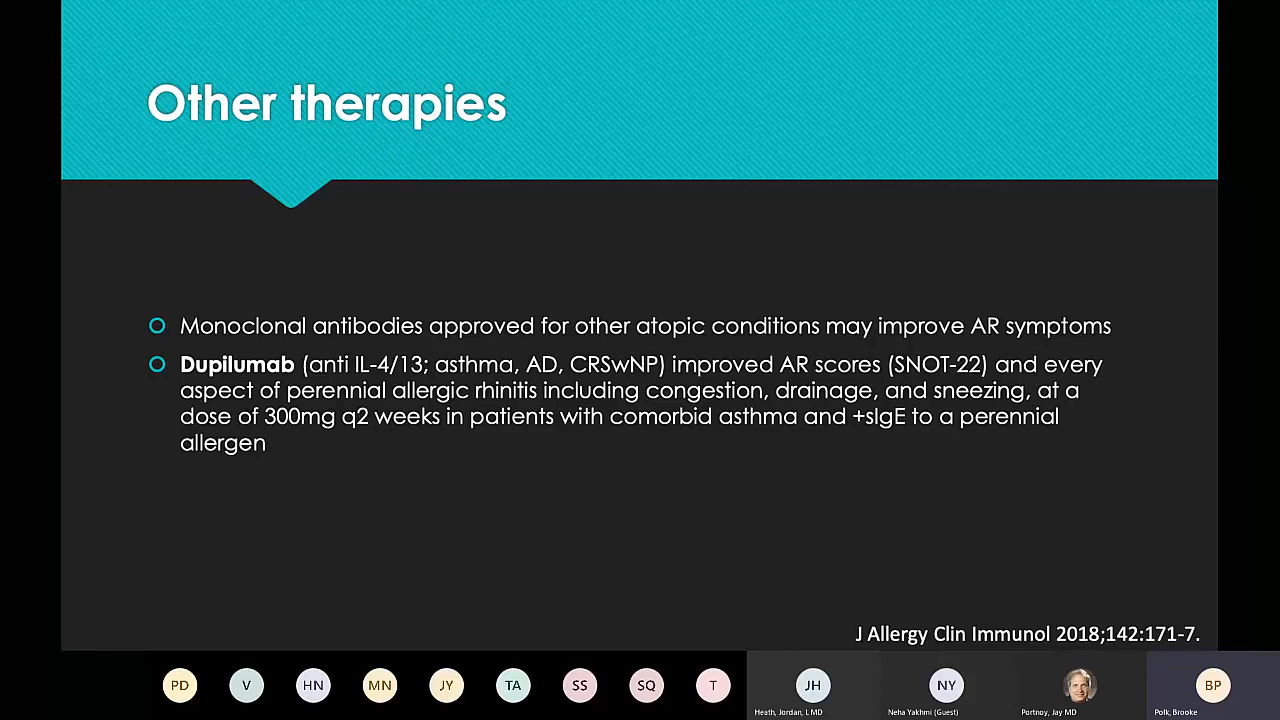 Other therapies
Monoclonal antibodies approved for other atopic conditions may improve AR symptoms
Dupilumab (anti IL-4/13; asthma, AD, CRSwNP) improved AR scores (SNOT-22) and every
aspect of perennial allergic rhinitis including congestion, drainage, and sneezing, at a
dose of 300mg q2 weeks in patients with comorbid asthma and +sIgE to a perennial
allergen
J Allergy Clin Immunol 2018;142:171-7.
PD V HN MN JY TA SS SQ T JH NY BP
Heath, Jordan, L MD Neha Yakhmi (Guest) Portnoy, Jay MD Polk, Brooke